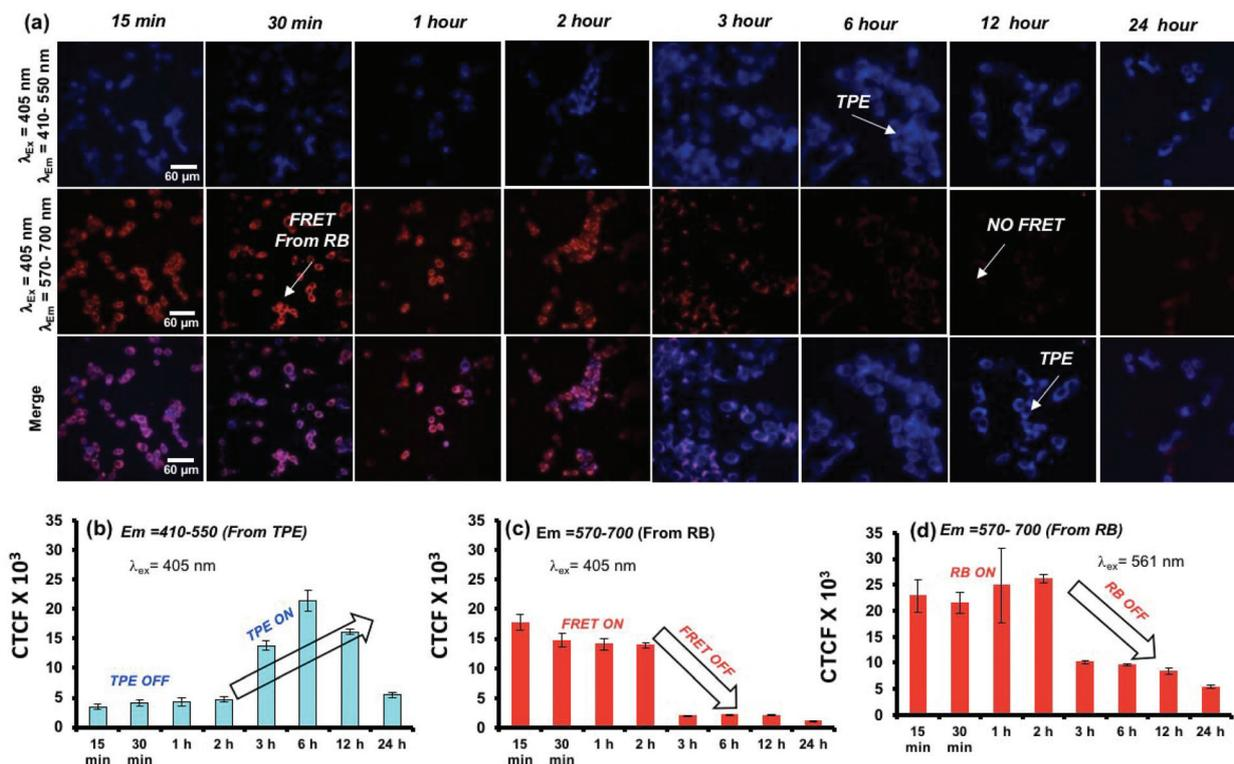 (a)
15 min
30 min
1 hour
2 hour
3 hour
6 hour
12 hour
24 hour
λEx = 405 nm
λEm = 410- 550 nm
60 µm
TPE
λEx = 405 nm
λEm = 570- 700 nm
60 µm
FRET
From RB
NO FRET
Merge
60 µm
TPE
(b) Em =410-550 (From TPE)
λex= 405 nm
CTCF X 10³
35
30
25
20
15
10
5
0
TPE OFF
TPE ON
15 min
30 min
1 h
2 h
3 h
6 h
12 h
24 h
(c) Em =570-700 (From RB)
λex= 405 nm
CTCF X 10³
35
30
25
20
15
10
5
0
FRET ON
FRET OFF
15 min
30 min
1 h
2 h
3 h
6 h
12 h
24 h
(d) Em =570- 700 (From RB)
λex= 561 nm
CTCF X 10³
35
30
25
20
15
10
5
0
RB ON
RB OFF
15 min
30 min
1 h
2 h
3 h
6 h
12 h
24 h